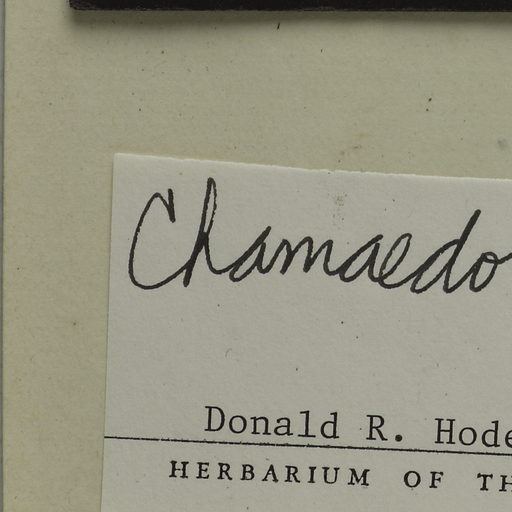 Chamaedo
Donald R. Hode
HERBARIUM OF TH